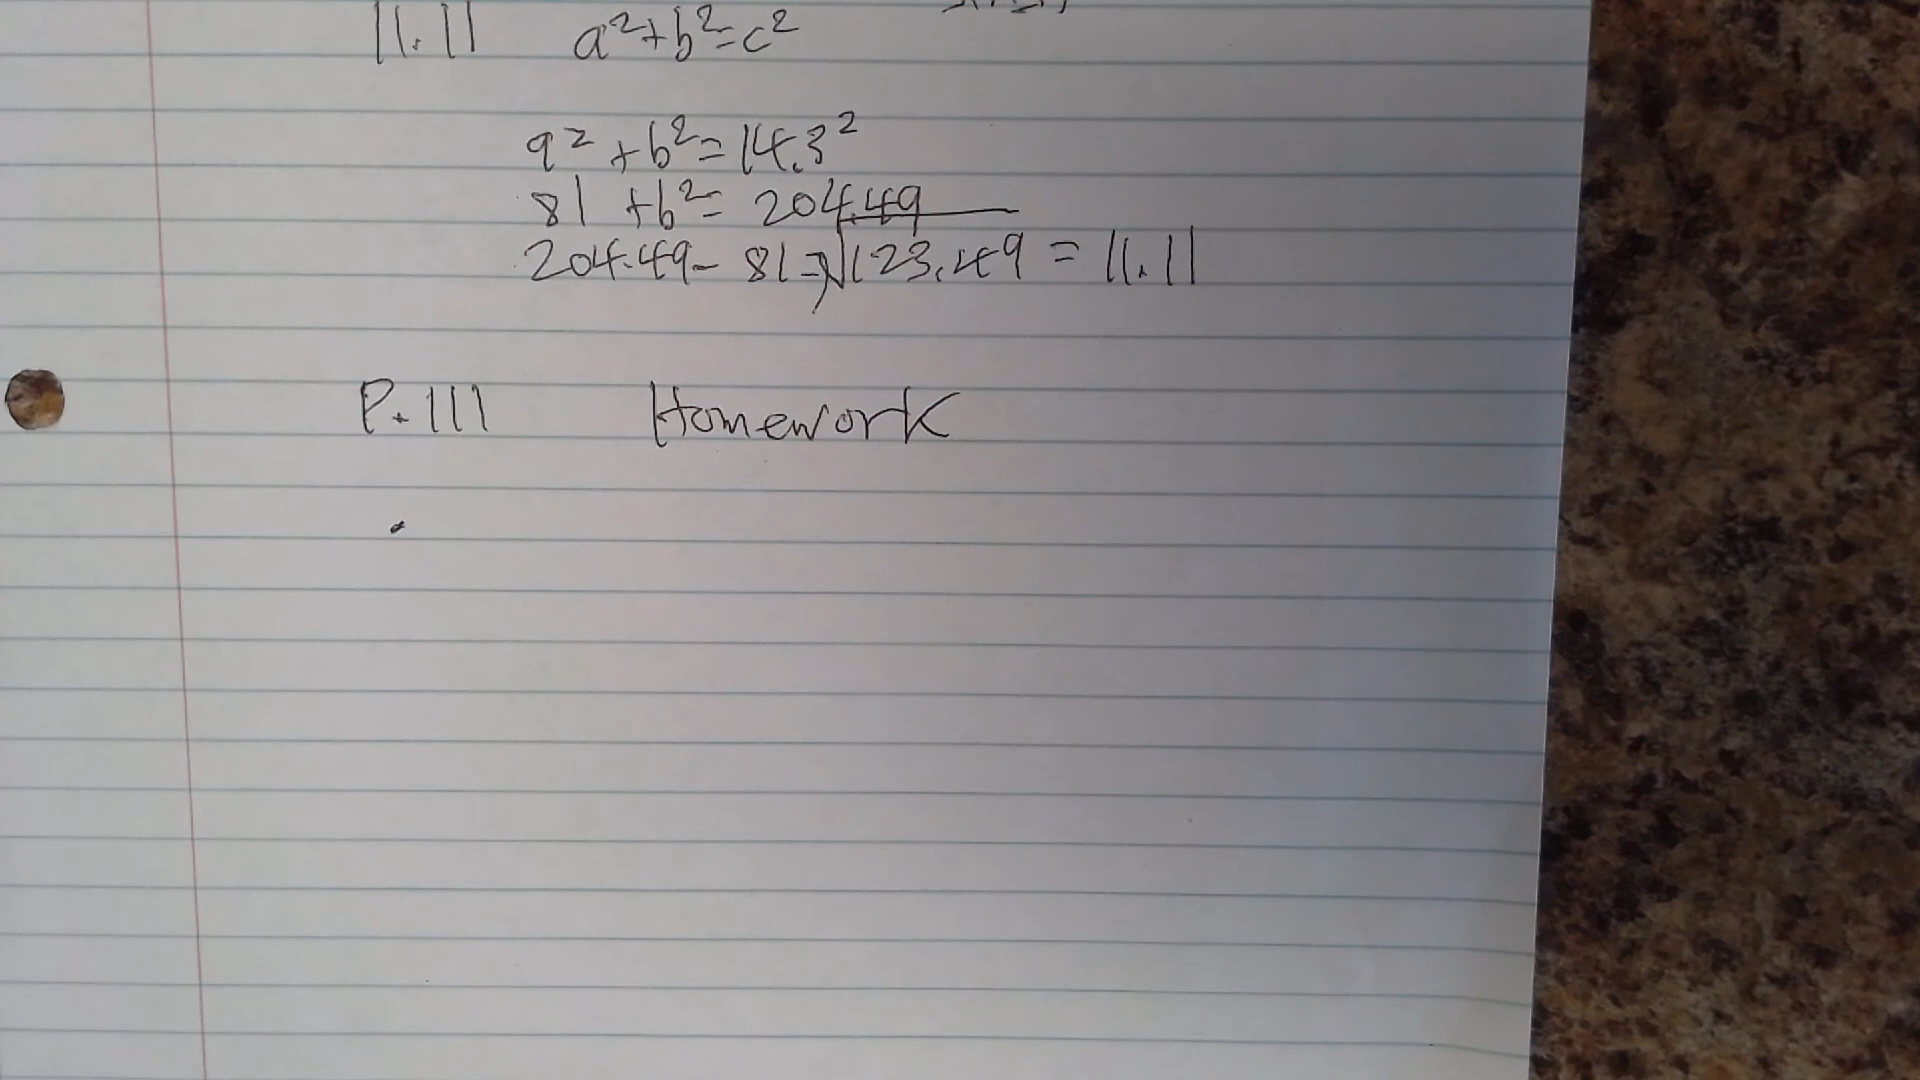 11.11 a²+b²=c²
9² +b²= 14.3²
81 +b²= 204.49
204.49- 81=√123.49 = 11.11
P. 111 Homework